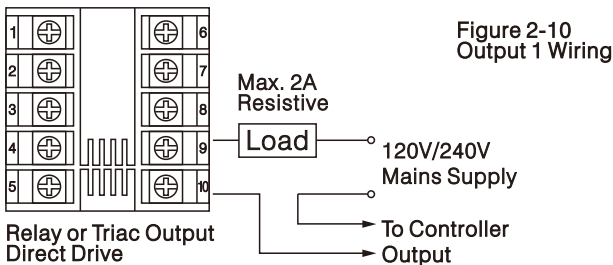 1
6
Figure 2-10
Output 1 Wiring
2
7
Max. 2A
Resistive
3
8
4
9
Load
120V/240V
Mains Supply
5
10
To Controller
Output
Relay or Triac Output
Direct Drive